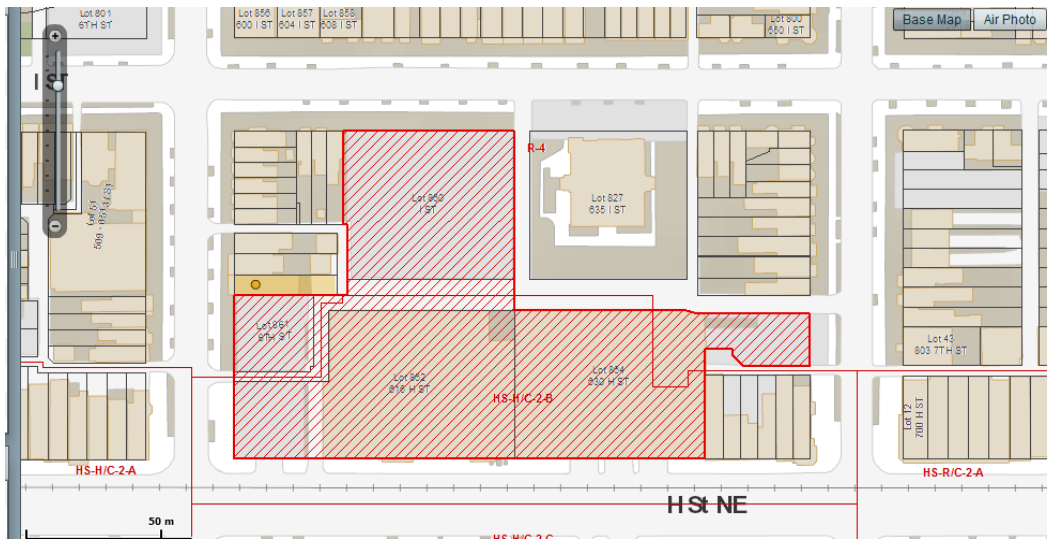 Lot 801
6TH ST
Lot 856
600 I ST
Lot 857
604 I ST
Lot 858
608 I ST
Lot 800
650 I ST
Base Map
Air Photo
I ST
R-4
Lot 860
I ST
Lot 827
635 I ST
Lot 861
6TH ST
Lot 862
616 H ST
Lot 864
630 H ST
HS-H/C-2-B
Lot 43
803 7TH ST
Lot 12
700 H ST
HS-H/C-2-A
HS-R/C-2-A
H St NE
50 m
HS-H/C-2-C